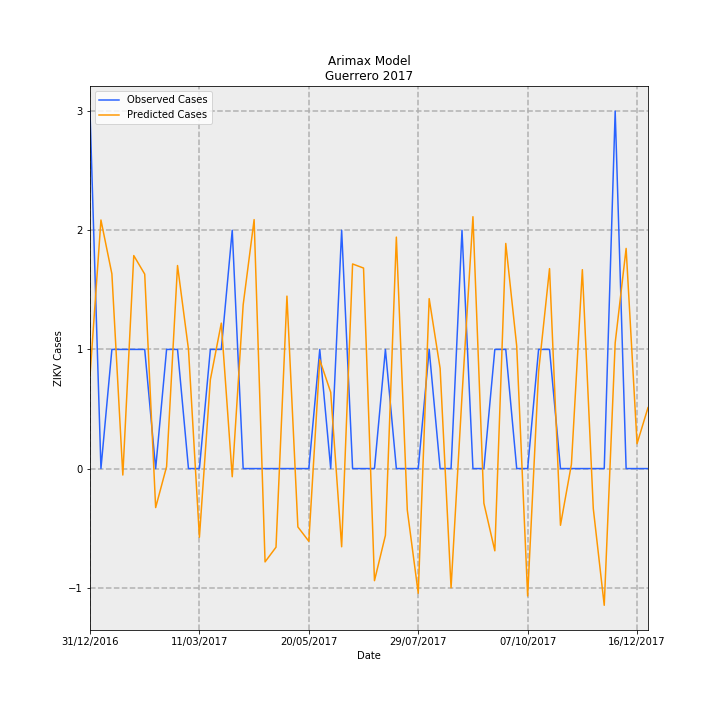 Arimax Model
Guerrero 2017
Observed Cases
Predicted Cases
3
2
1
0
−1
ZIKV Cases
31/12/2016 11/03/2017 20/05/2017 29/07/2017 07/10/2017 16/12/2017
Date